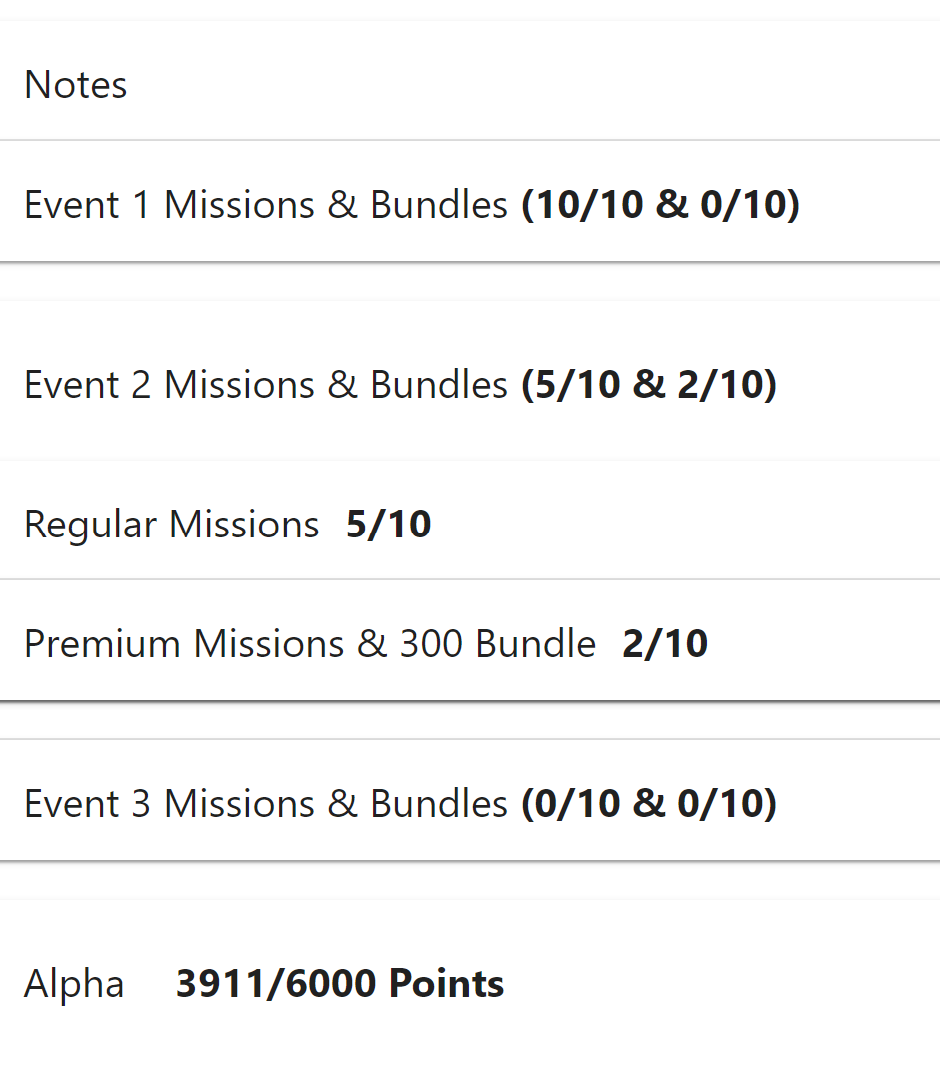 Notes
Event 1 Missions & Bundles (10/10 & 0/10)
Event 2 Missions & Bundles (5/10 & 2/10)
Regular Missions 5/10
Premium Missions & 300 Bundle 2/10
Event 3 Missions & Bundles (0/10 & 0/10)
Alpha 3911/6000 Points